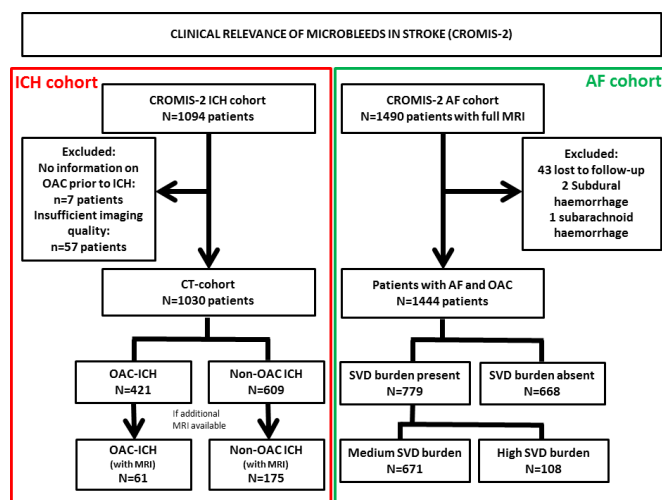 CLINICAL RELEVANCE OF MICROBLEEDS IN STROKE (CROMIS-2)
ICH cohort
CROMIS-2 ICH cohort
N=1094 patients
Excluded:
No information on
OAC prior to ICH:
n=7 patients
Insufficient imaging
quality:
n=57 patients
CT-cohort
N=1030 patients
OAC-ICH
N=421
Non-OAC ICH
N=609
If additional
MRI available
OAC-ICH
(with MRI)
N=61
Non-OAC ICH
(with MRI)
N=175
AF cohort
CROMIS-2 AF cohort
N=1490 patients with full MRI
Excluded:
43 lost to follow-up
2 Subdural
haemorrhage
1 subarachnoid
haemorrhage
Patients with AF and OAC
N=1444 patients
SVD burden present
N=779
SVD burden absent
N=668
Medium SVD burden
N=671
High SVD burden
N=108